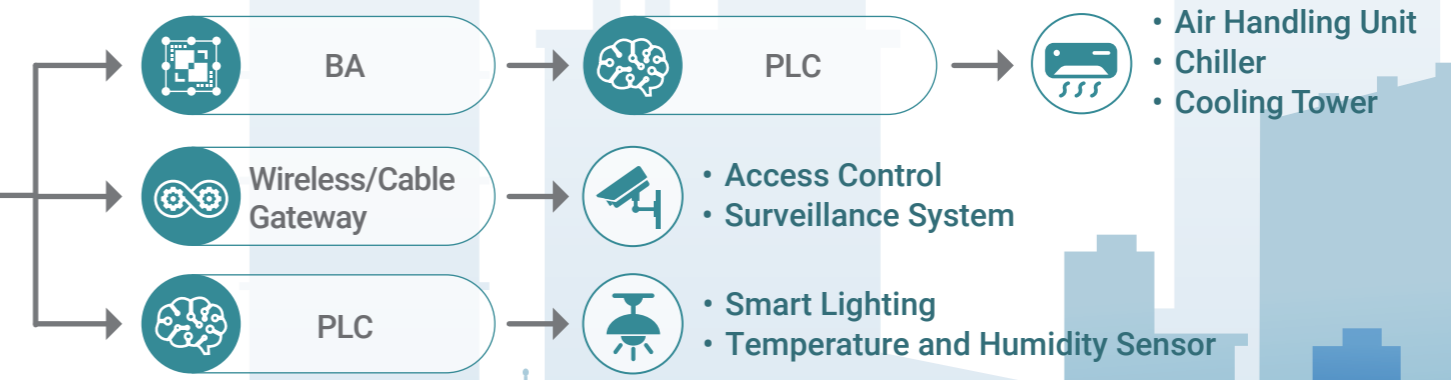 BA
PLC
• Air Handling Unit
• Chiller
• Cooling Tower
Wireless/Cable
Gateway
• Access Control
• Surveillance System
PLC
• Smart Lighting
• Temperature and Humidity Sensor